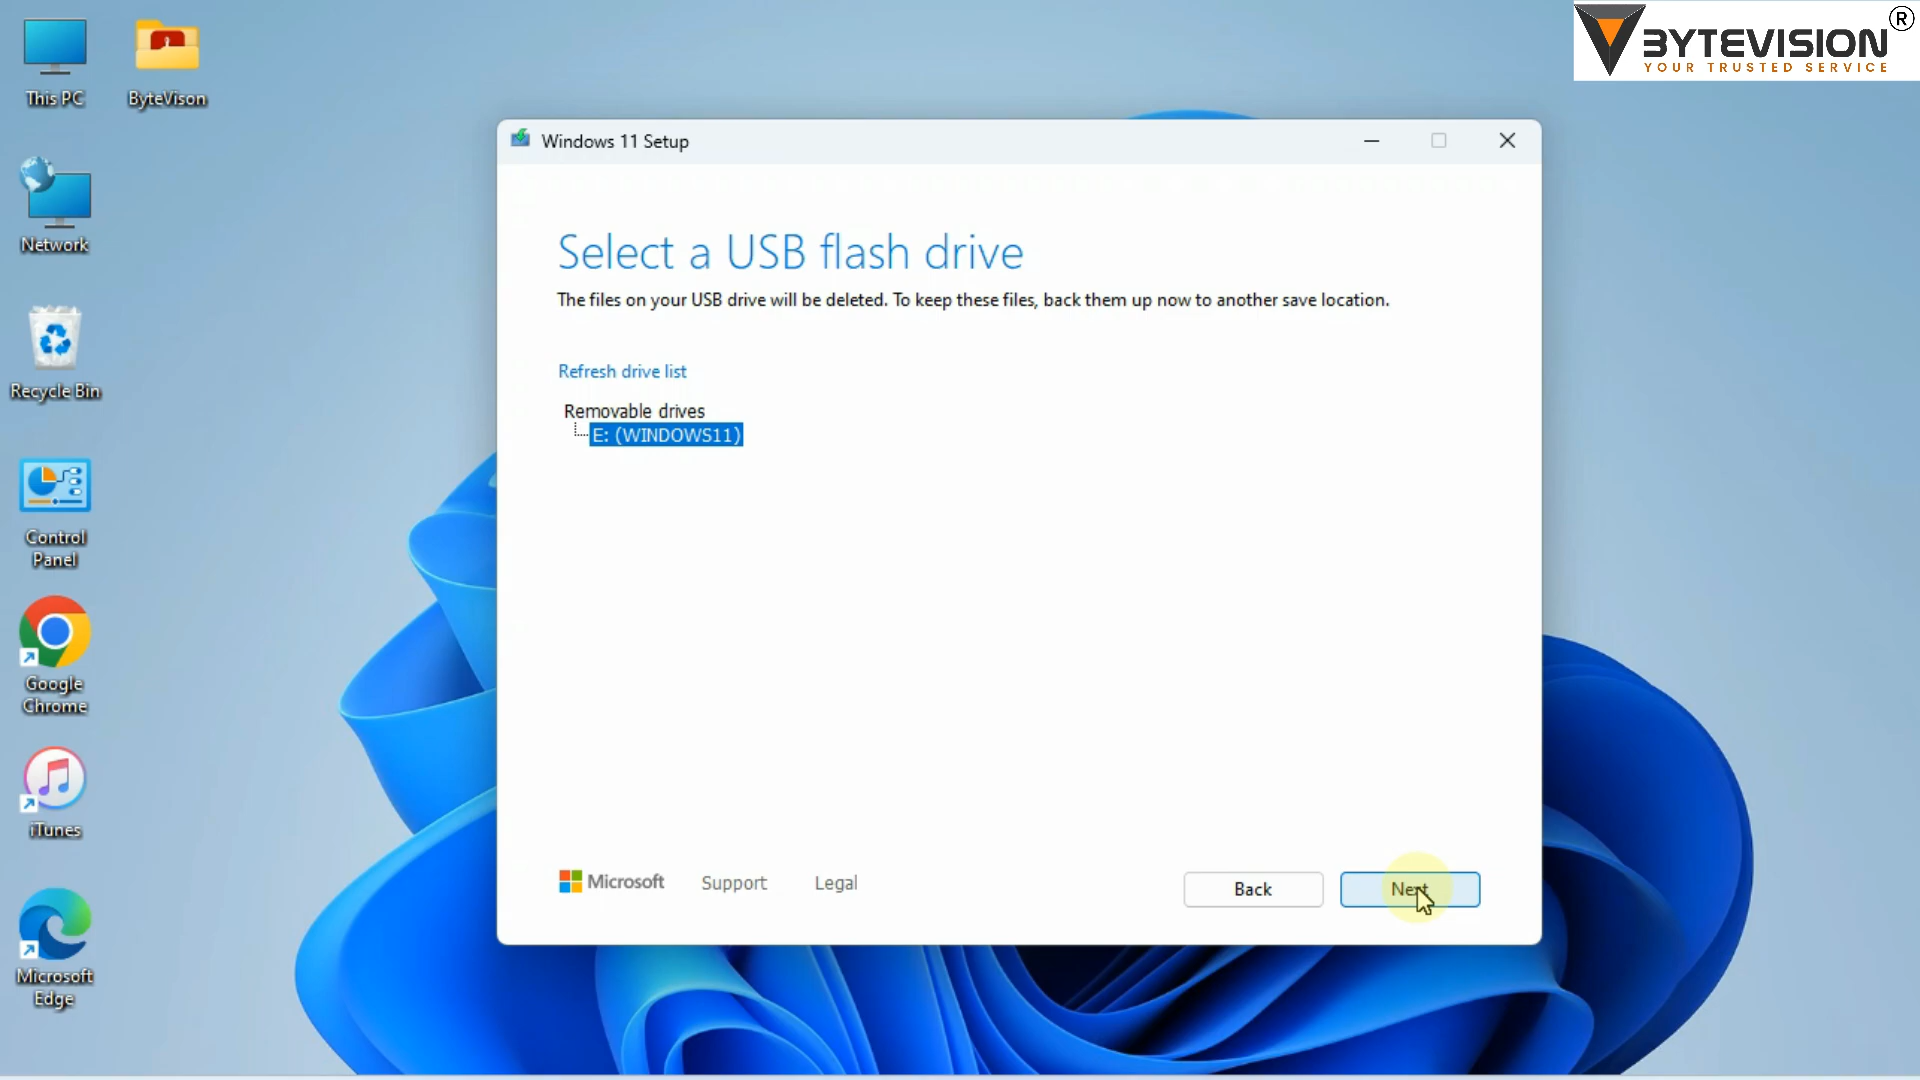 This PC
ByteVison
BYTEVISION ®
YOUR TRUSTED SERVICE
Network
Recycle Bin
Control
Panel
Google
Chrome
iTunes
Microsoft
Edge
Windows 11 Setup
Select a USB flash drive
The files on your USB drive will be deleted. To keep these files, back them up now to another save location.
Refresh drive list
Removable drives
E: (WINDOWS11)
Microsoft
Support
Legal
Back
Next